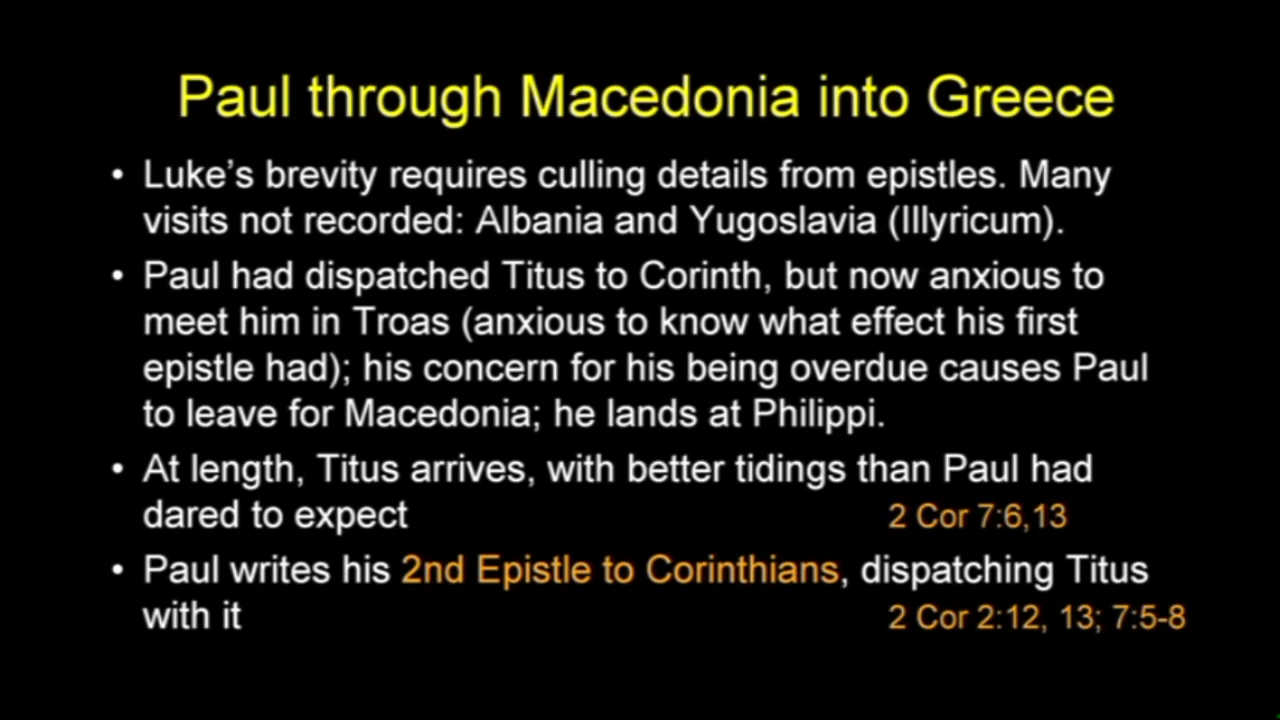 Paul through Macedonia into Greece
• Luke’s brevity requires culling details from epistles. Many
visits not recorded: Albania and Yugoslavia (Illyricum).
• Paul had dispatched Titus to Corinth, but now anxious to
meet him in Troas (anxious to know what effect his first
epistle had); his concern for his being overdue causes Paul
to leave for Macedonia; he lands at Philippi.
• At length, Titus arrives, with better tidings than Paul had
dared to expect 2 Cor 7:6,13
• Paul writes his 2nd Epistle to Corinthians, dispatching Titus
with it 2 Cor 2:12, 13; 7:5-8